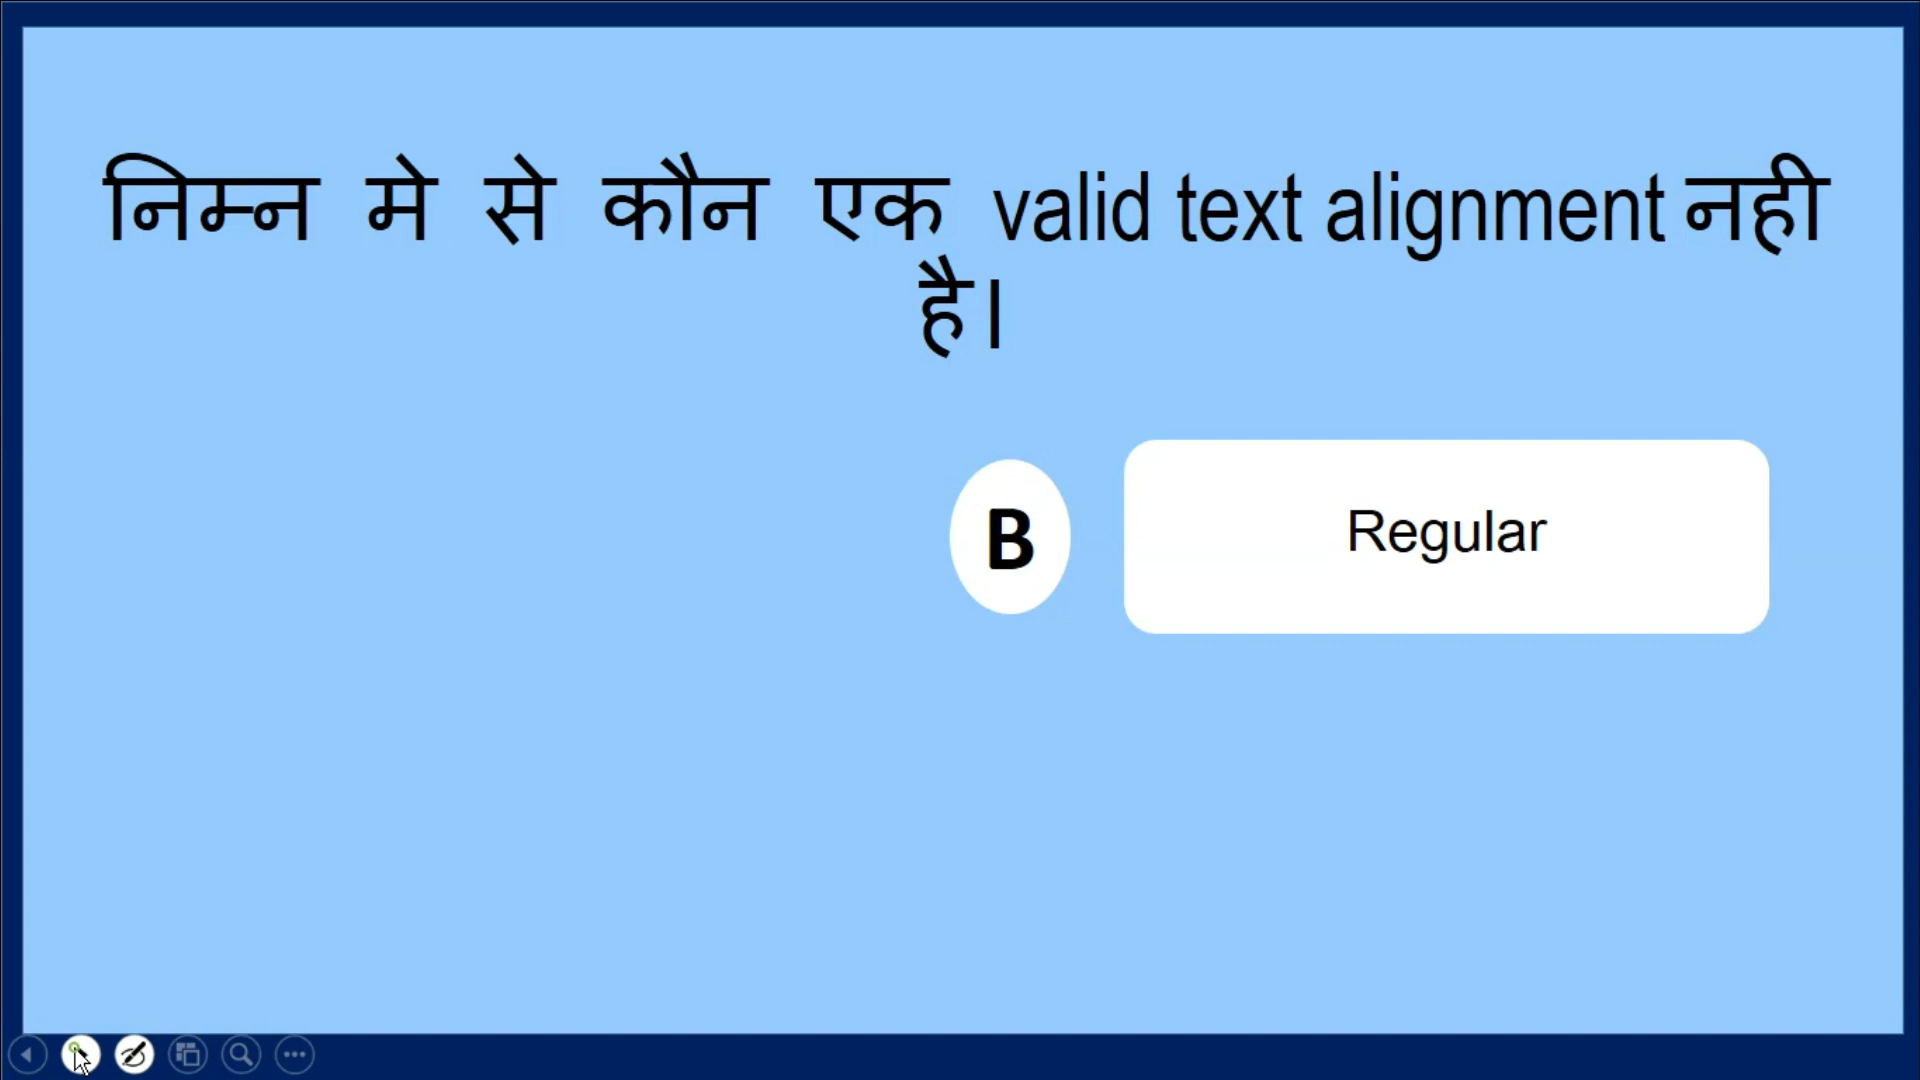 निम्न मे से कौन एक valid text alignment नही
है।
B
Regular